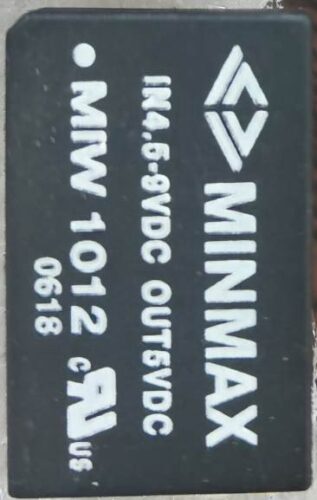 MINMAX
IN4.5-9VDC OUT5VDC
MIW 1012
0618
c UL US